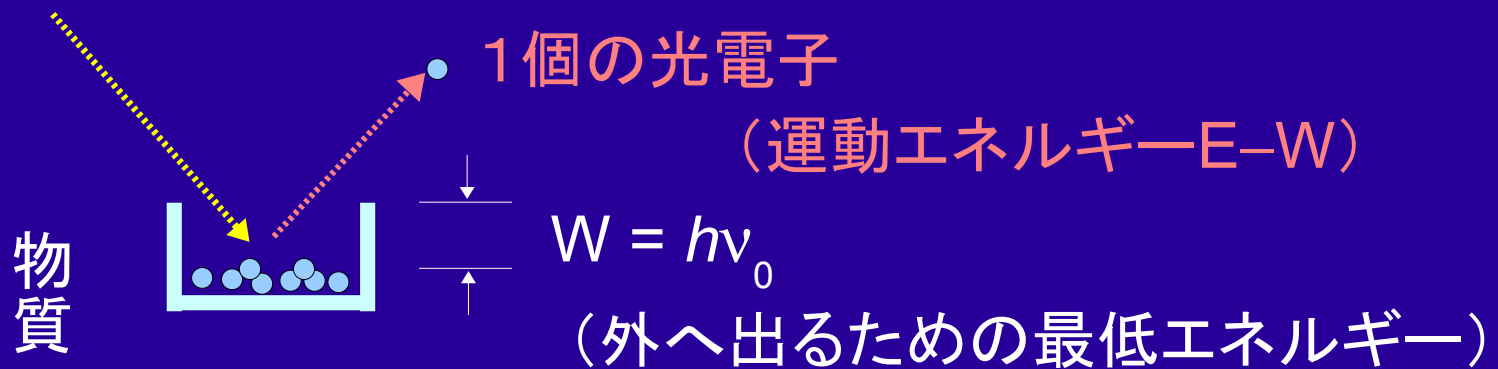 1個の光電子
（運動エネルギーE–W）
物質
W = hν₀
（外へ出るための最低エネルギー）